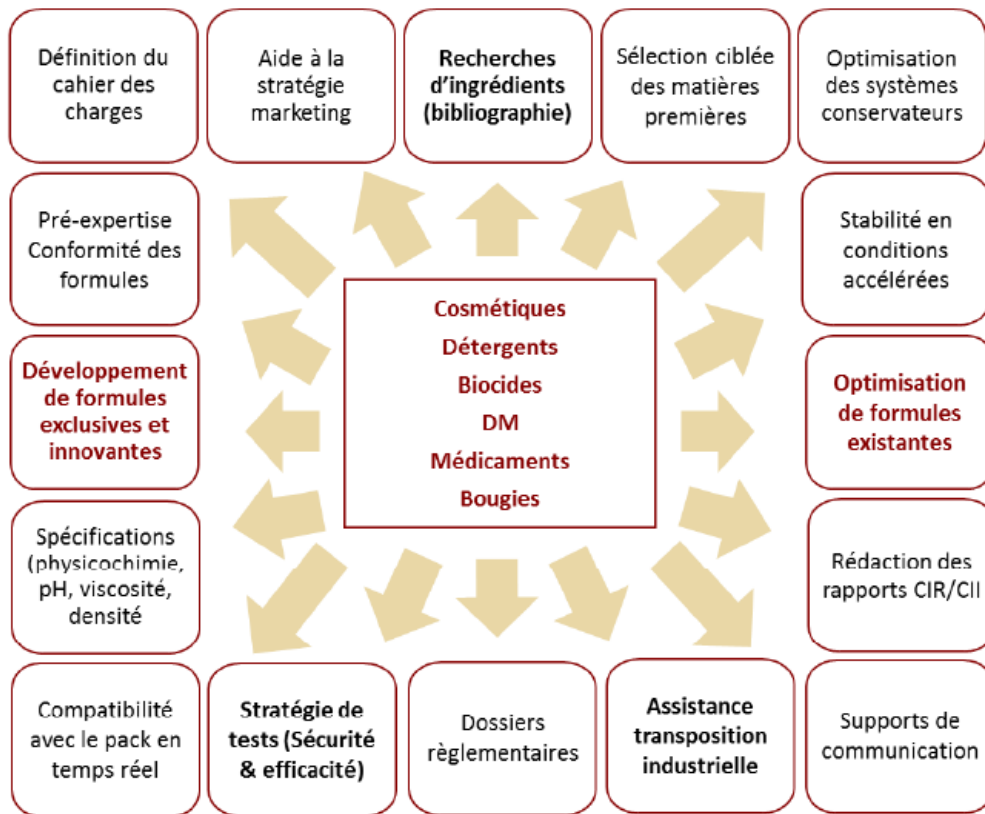 Définition du
cahier des
charges
Aide à la
stratégie
marketing
Recherches
d'ingrédients
(bibliographie)
Sélection ciblée
des matières
premières
Optimisation
des systèmes
conservateurs
Pré-expertise
Conformité des
formules
Stabilité en
conditions
accélérées
Cosmétiques
Détergents
Biocides
DM
Médicaments
Bougies
Développement
de formules
exclusives et
innovantes
Optimisation
de formules
existantes
Spécifications
(physicochimie,
pH, viscosité,
densité
Rédaction des
rapports CIR/CII
Compatibilité
avec le pack en
temps réel
Stratégie de
tests (Sécurité
& efficacité)
Dossiers
règlementaires
Assistance
transposition
industrielle
Supports de
communication